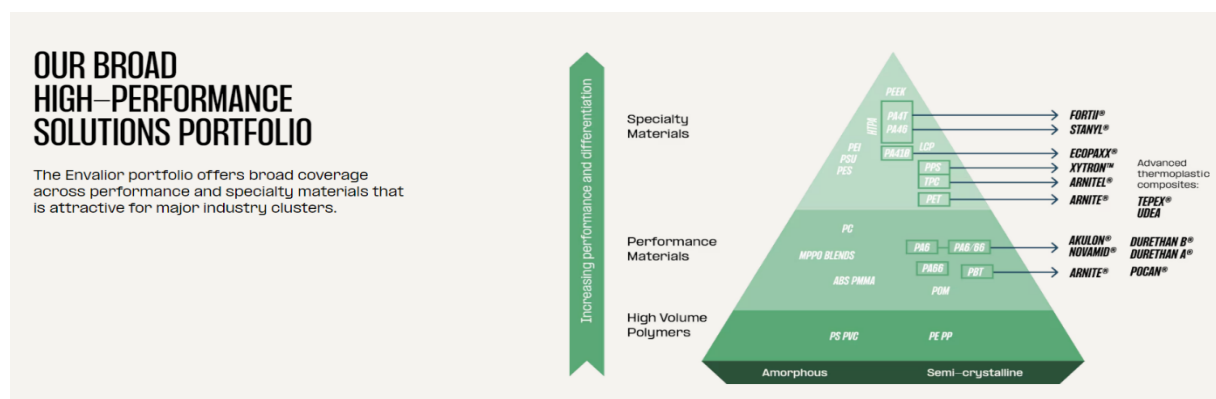 OUR BROAD
HIGH–PERFORMANCE
SOLUTIONS PORTFOLIO
The Envalior portfolio offers broad coverage
across performance and specialty materials that
is attractive for major industry clusters.
Increasing performance and differentiation
Specialty
Materials
Performance
Materials
High Volume
Polymers
PEEK
HTPA
PA4T
PA46
PEI
PSU
PES
PA410
LCP
PPS
TPC
PET
PC
MPPO BLENDS
ABS PMMA
PA6
PA6/66
PA66
PBT
POM
PS PVC
PE PP
Amorphous
Semi–crystalline
FORTII®
STANYL®
ECOPAXX®
XYTRON™
ARNITEL®
ARNITE®
Advanced
thermoplastic
composites:
TEPEX®
UDEA
AKULON®
NOVAMID®
DURETHAN B®
DURETHAN A®
ARNITE®
POCAN®